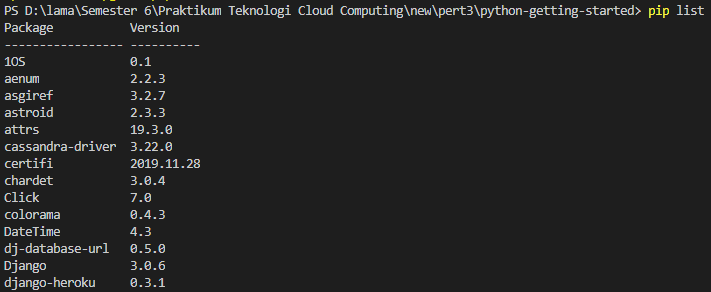 PS D:\lama\Semester 6\Praktikum Teknologi Cloud Computing\new\pert3\python-getting-started> pip list
Package Version
---------------- ----------
1OS 0.1
aenum 2.2.3
asgiref 3.2.7
astroid 2.3.3
attrs 19.3.0
cassandra-driver 3.22.0
certifi 2019.11.28
chardet 3.0.4
Click 7.0
colorama 0.4.3
DateTime 4.3
dj-database-url 0.5.0
Django 3.0.6
django-heroku 0.3.1